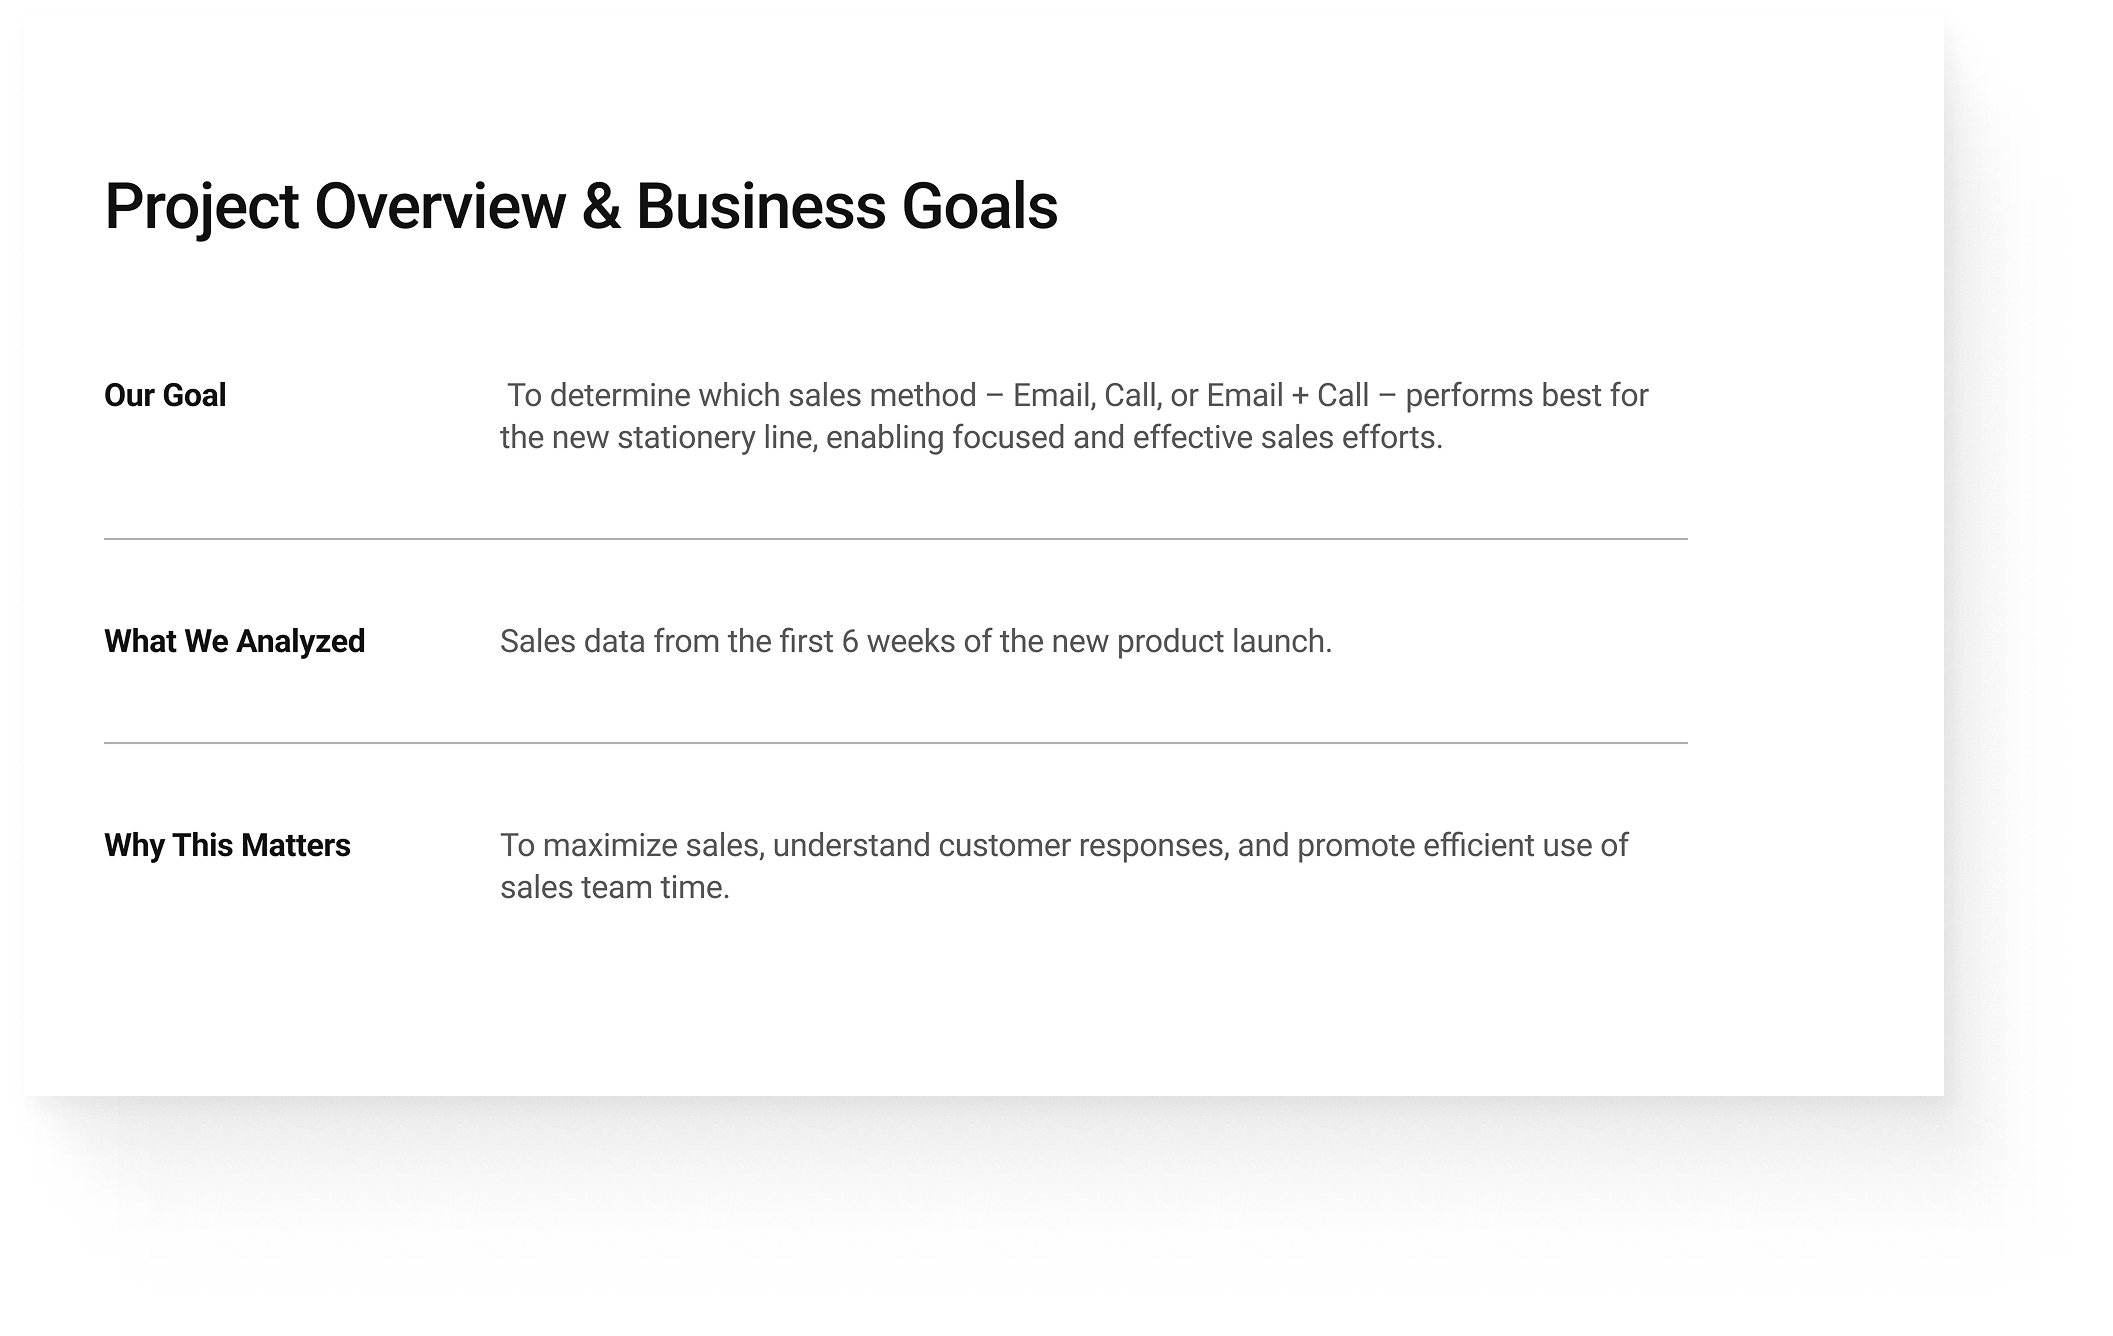 Project Overview & Business Goals
Our Goal
To determine which sales method – Email, Call, or Email + Call – performs best for
the new stationery line, enabling focused and effective sales efforts.
What We Analyzed
Sales data from the first 6 weeks of the new product launch.
Why This Matters
To maximize sales, understand customer responses, and promote efficient use of
sales team time.